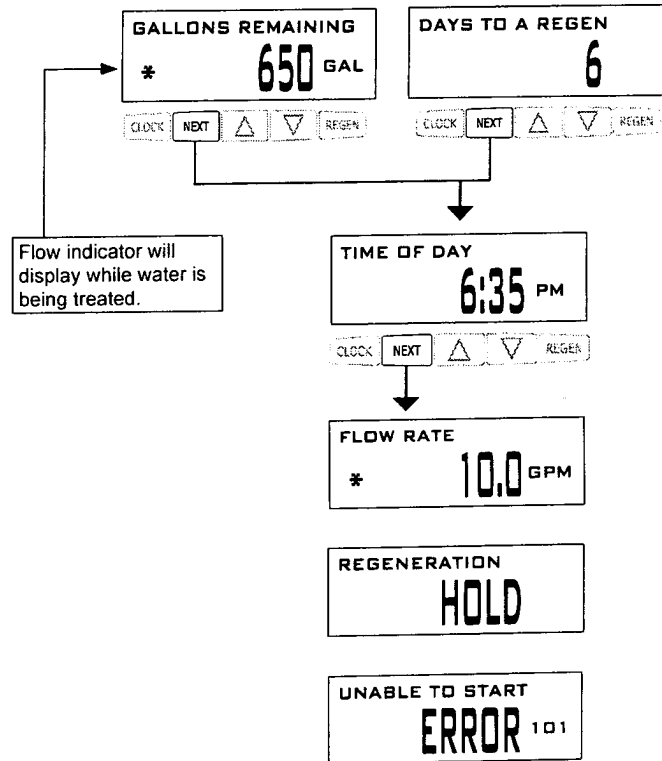 GALLONS REMAINING
* 650 GAL
CLOCK NEXT REGEN
DAYS TO A REGEN
6
CLOCK NEXT REGEN
Flow indicator will
display while water is
being treated.
TIME OF DAY
6:35 PM
CLOCK NEXT REGEN
FLOW RATE
* 10.0 GPM
REGENERATION
HOLD
UNABLE TO START
ERROR 101